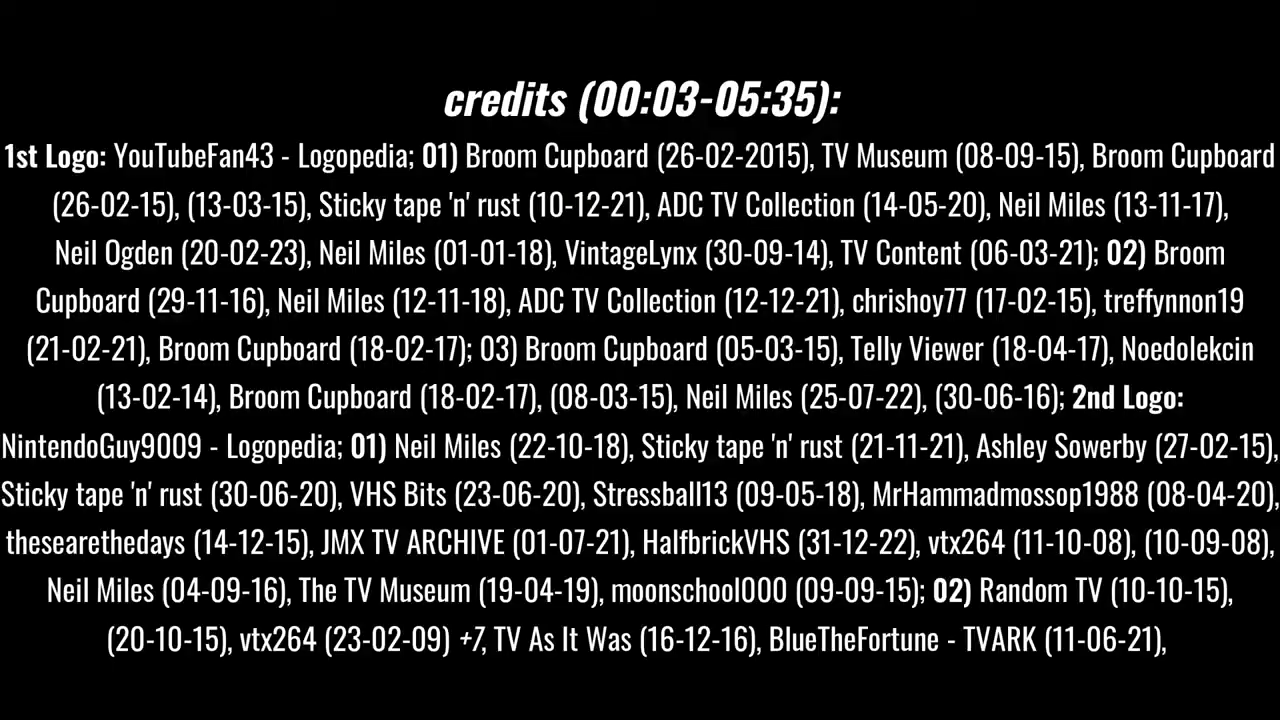 credits (00:03-05:35):
1st Logo: YouTubeFan43 - Logopedia; 01) Broom Cupboard (26-02-2015), TV Museum (08-09-15), Broom Cupboard
(26-02-15), (13-03-15), Sticky tape 'n' rust (10-12-21), ADC TV Collection (14-05-20), Neil Miles (13-11-17),
Neil Ogden (20-02-23), Neil Miles (01-01-18), VintageLynx (30-09-14), TV Content (06-03-21); 02) Broom
Cupboard (29-11-16), Neil Miles (12-11-18), ADC TV Collection (12-12-21), chrishoy77 (17-02-15), treffynnon19
(21-02-21), Broom Cupboard (18-02-17); 03) Broom Cupboard (05-03-15), Telly Viewer (18-04-17), Noedolekcin
(13-02-14), Broom Cupboard (18-02-17), (08-03-15), Neil Miles (25-07-22), (30-06-16); 2nd Logo:
NintendoGuy9009 - Logopedia; 01) Neil Miles (22-10-18), Sticky tape 'n' rust (21-11-21), Ashley Sowerby (27-02-15),
Sticky tape 'n' rust (30-06-20), VHS Bits (23-06-20), Stressball13 (09-05-18), MrHammadmossop1988 (08-04-20),
thesearethedays (14-12-15), JMX TV ARCHIVE (01-07-21), HalfbrickVHS (31-12-22), vtx264 (11-10-08), (10-09-08),
Neil Miles (04-09-16), The TV Museum (19-04-19), moonschool000 (09-09-15); 02) Random TV (10-10-15),
(20-10-15), vtx264 (23-02-09) +7, TV As It Was (16-12-16), BlueTheFortune - TVARK (11-06-21),